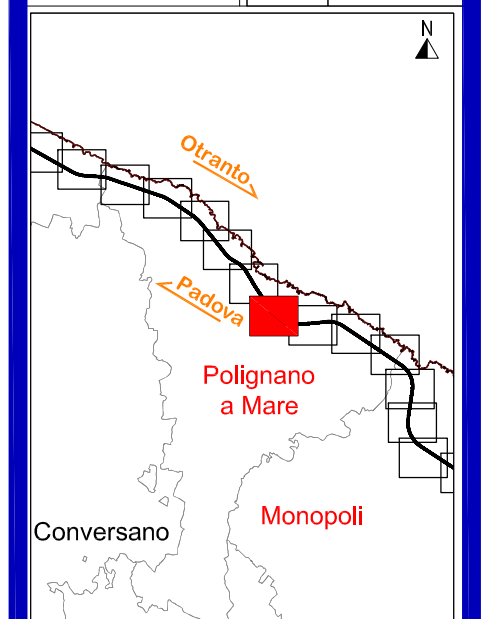 N
Otranto
Padova
Polignano
a Mare
Monopoli
Conversano